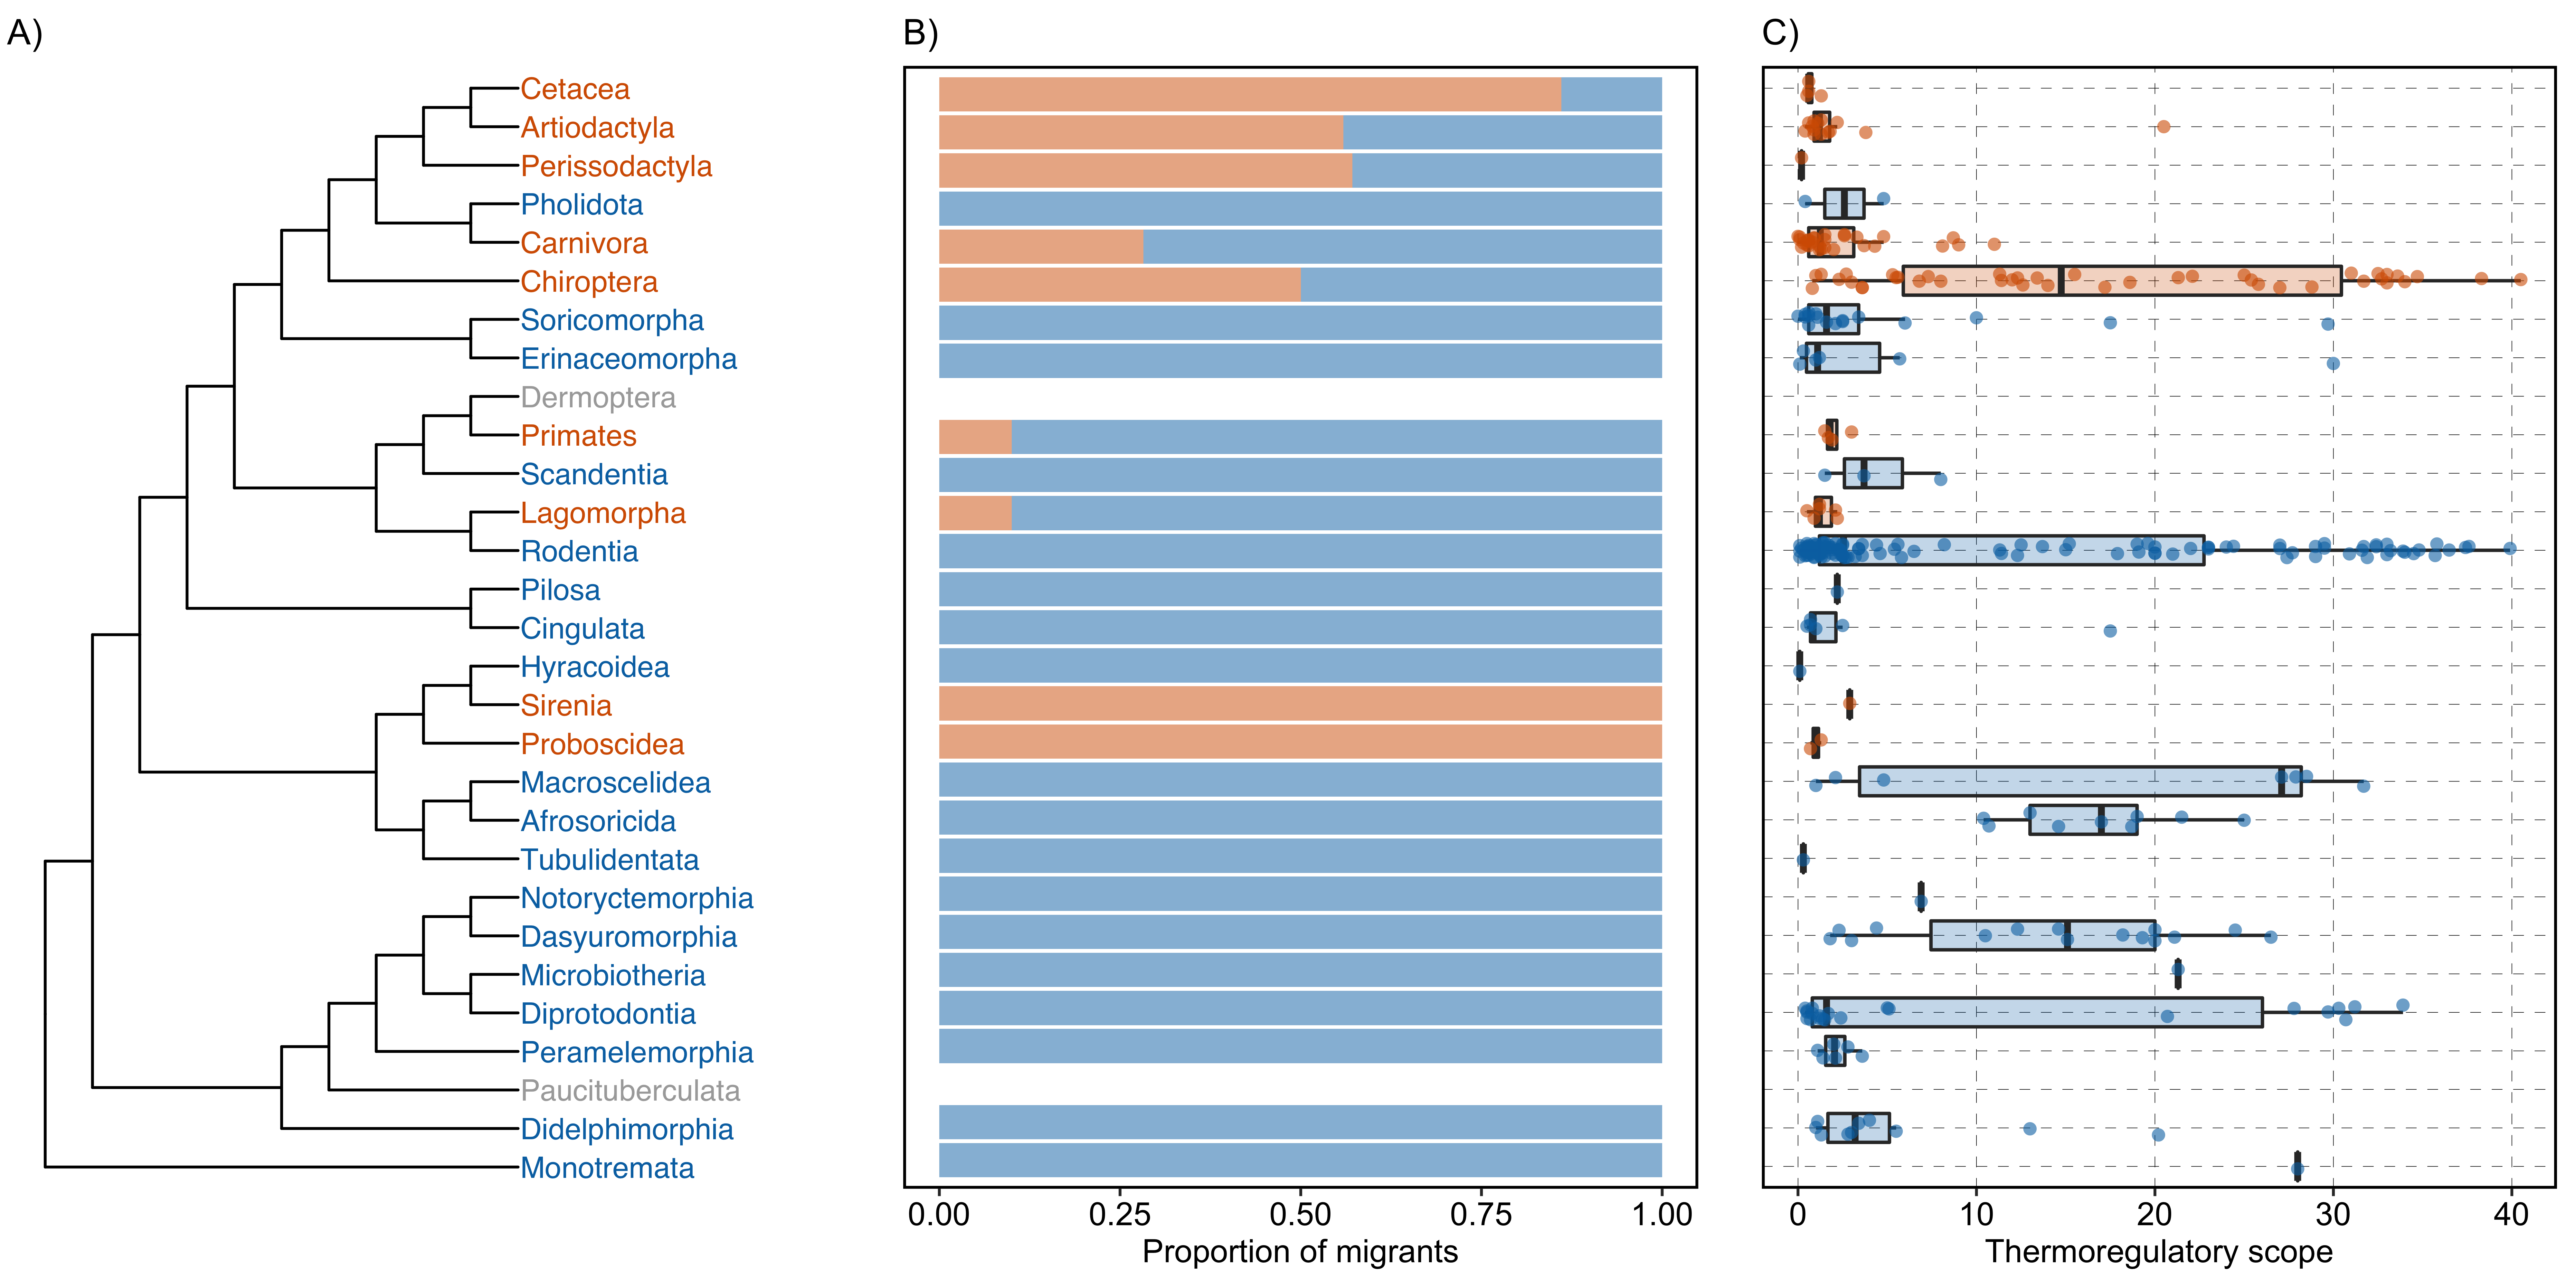 A)
B)
C)
Cetacea
Artiodactyla
Perissodactyla
Pholidota
Carnivora
Chiroptera
Soricomorpha
Erinaceomorpha
Dermoptera
Primates
Scandentia
Lagomorpha
Rodentia
Pilosa
Cingulata
Hyracoidea
Sirenia
Proboscidea
Macroscelidea
Afrosoricida
Tubulidentata
Notoryctemorphia
Dasyuromorphia
Microbiotheria
Diprotodontia
Peramelemorphia
Paucituberculata
Didelphimorphia
Monotremata
0.00 0.25 0.50 0.75 1.00
Proportion of migrants
0 10 20 30 40
Thermoregulatory scope